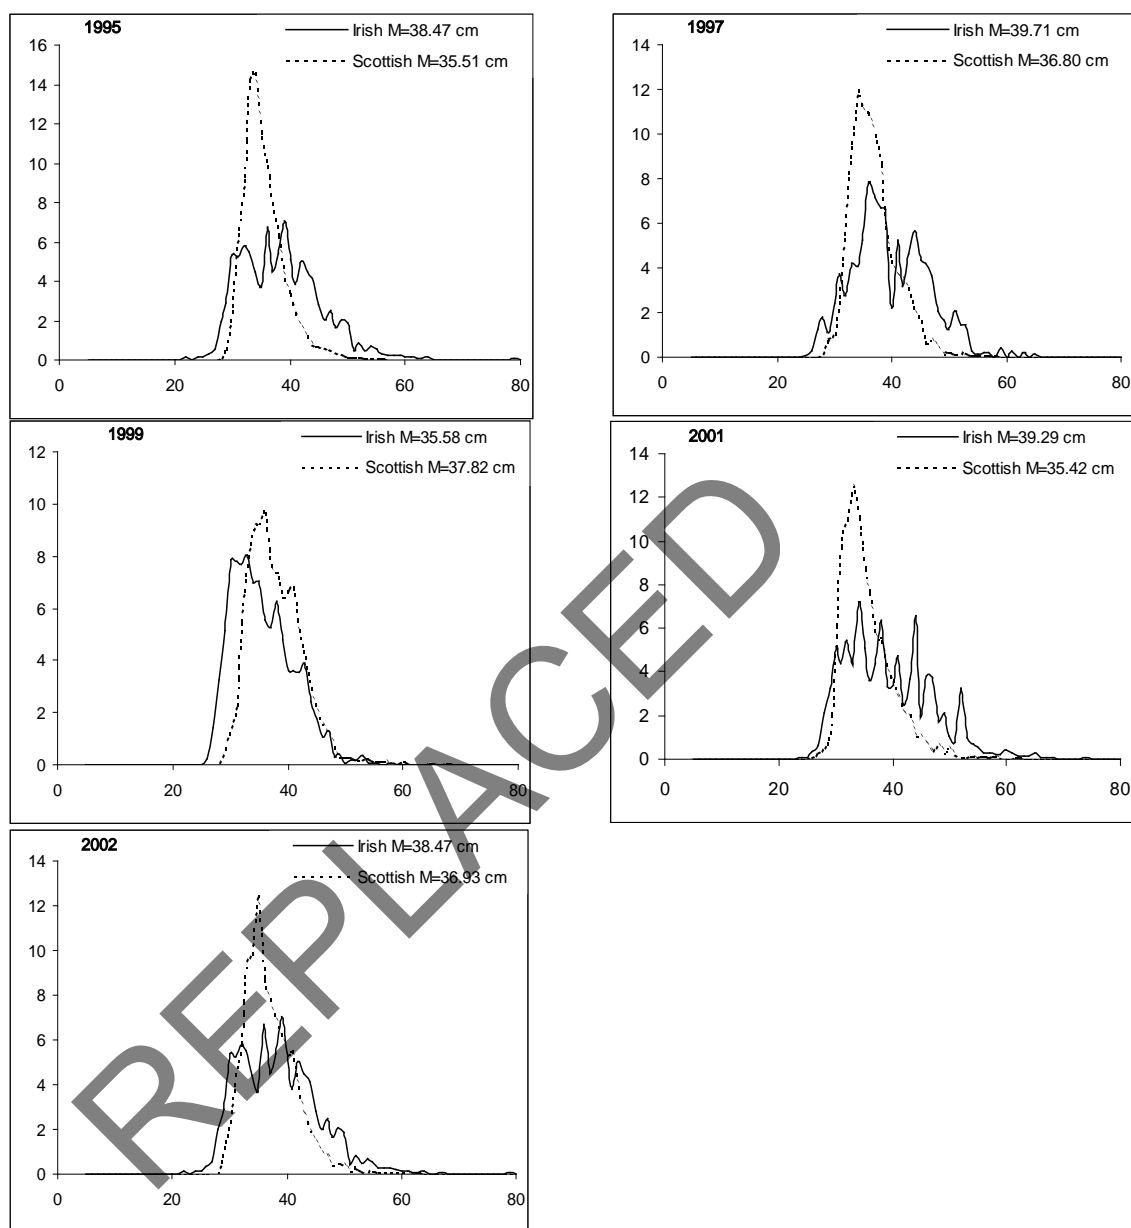 1995
Irish M=38.47 cm
Scottish M=35.51 cm
16
14
12
10
8
6
4
2
0
0 20 40 60 80
1997
Irish M=39.71 cm
Scottish M=36.80 cm
14
12
10
8
6
4
2
0
0 20 40 60 80
1999
Irish M=35.58 cm
Scottish M=37.82 cm
12
10
8
6
4
2
0
0 20 40 60 80
2001
Irish M=39.29 cm
Scottish M=35.42 cm
14
12
10
8
6
4
2
0
0 20 40 60 80
2002
Irish M=38.47 cm
Scottish M=36.93 cm
14
12
10
8
6
4
2
0
0 20 40 60 80
REPLACED